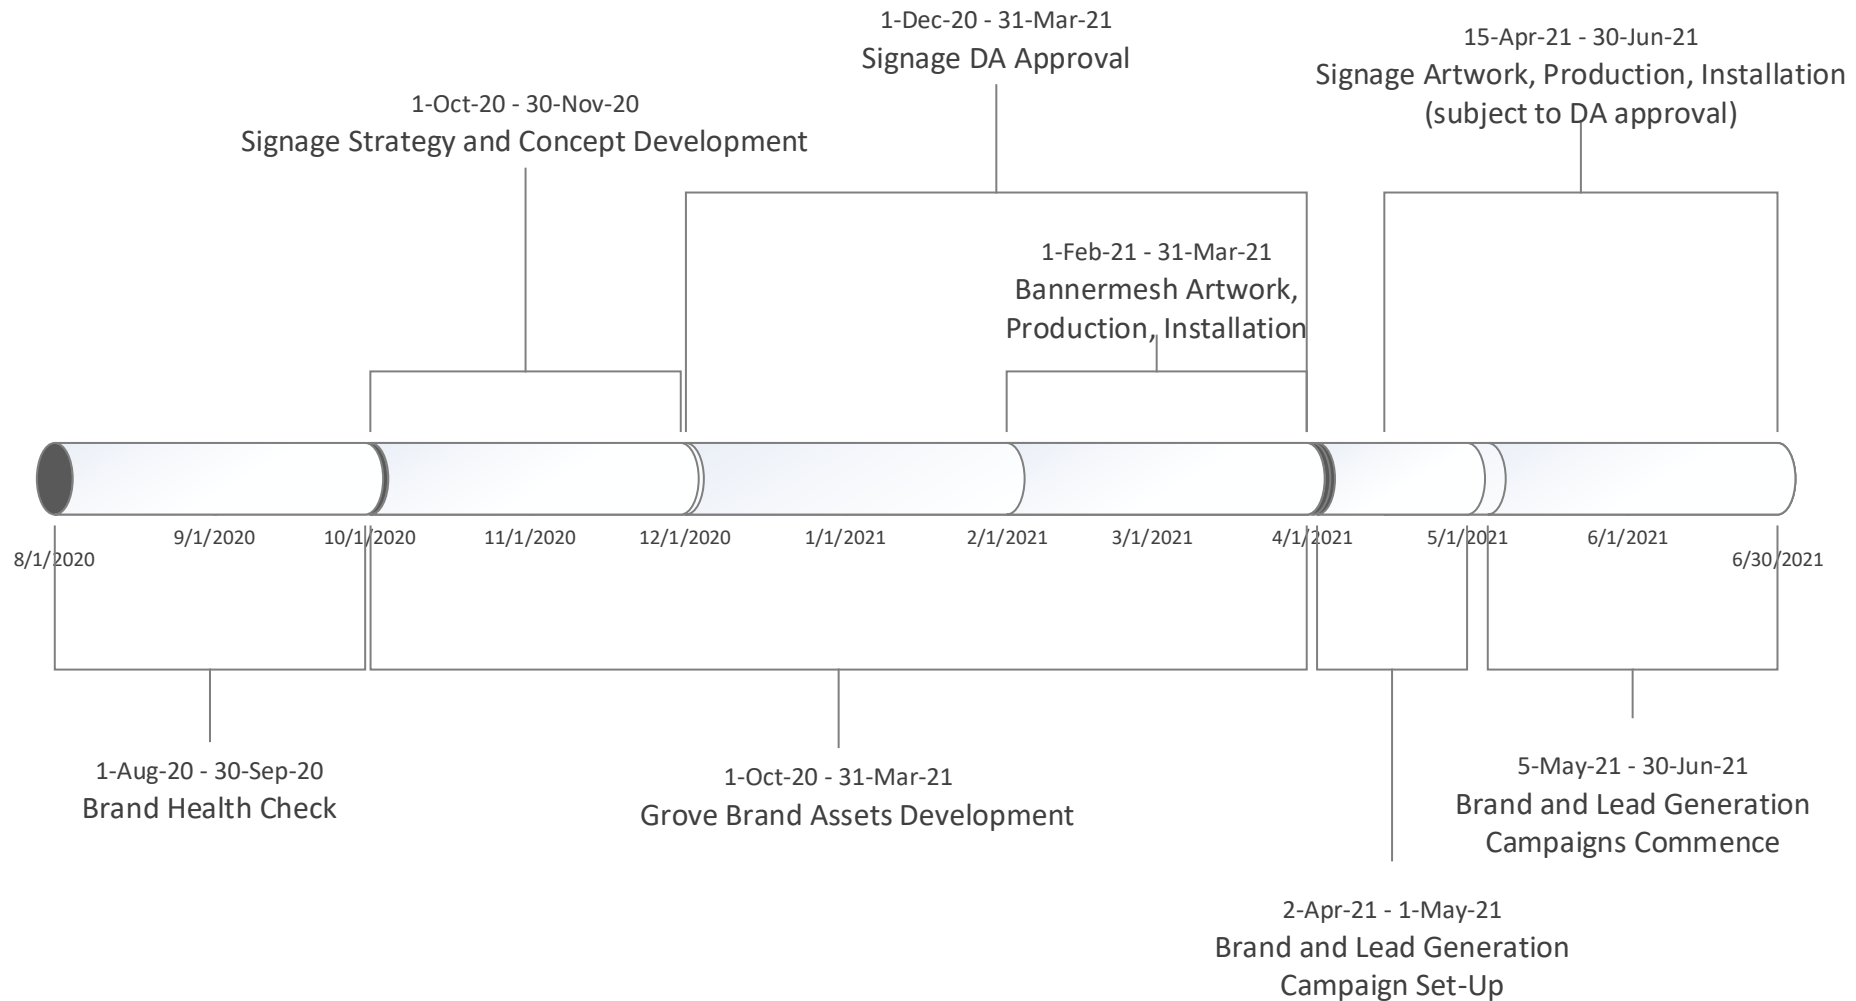 1-Dec-20 - 31-Mar-21
Signage DA Approval
15-Apr-21 - 30-Jun-21
Signage Artwork, Production, Installation
(subject to DA approval)
1-Oct-20 - 30-Nov-20
Signage Strategy and Concept Development
1-Feb-21 - 31-Mar-21
Bannermesh Artwork,
Production, Installation
8/1/2020
9/1/2020
10/1/2020
11/1/2020
12/1/2020
1/1/2021
2/1/2021
3/1/2021
4/1/2021
5/1/2021
6/1/2021
6/30/2021
1-Aug-20 - 30-Sep-20
Brand Health Check
1-Oct-20 - 31-Mar-21
Grove Brand Assets Development
5-May-21 - 30-Jun-21
Brand and Lead Generation
Campaigns Commence
2-Apr-21 - 1-May-21
Brand and Lead Generation
Campaign Set-Up